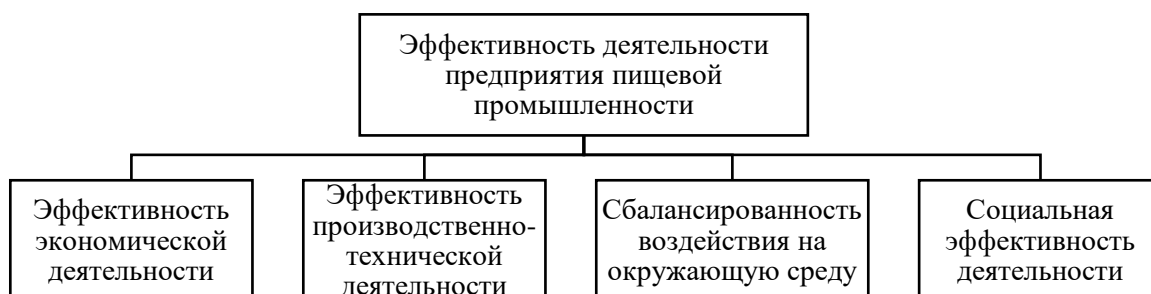 Эффективность деятельности
предприятия пищевой
промышленности
Эффективность
экономической
деятельности
Эффективность
производственно-
технической
деятельности
Сбалансированность
воздействия на
окружающую среду
Социальная
эффективность
деятельности